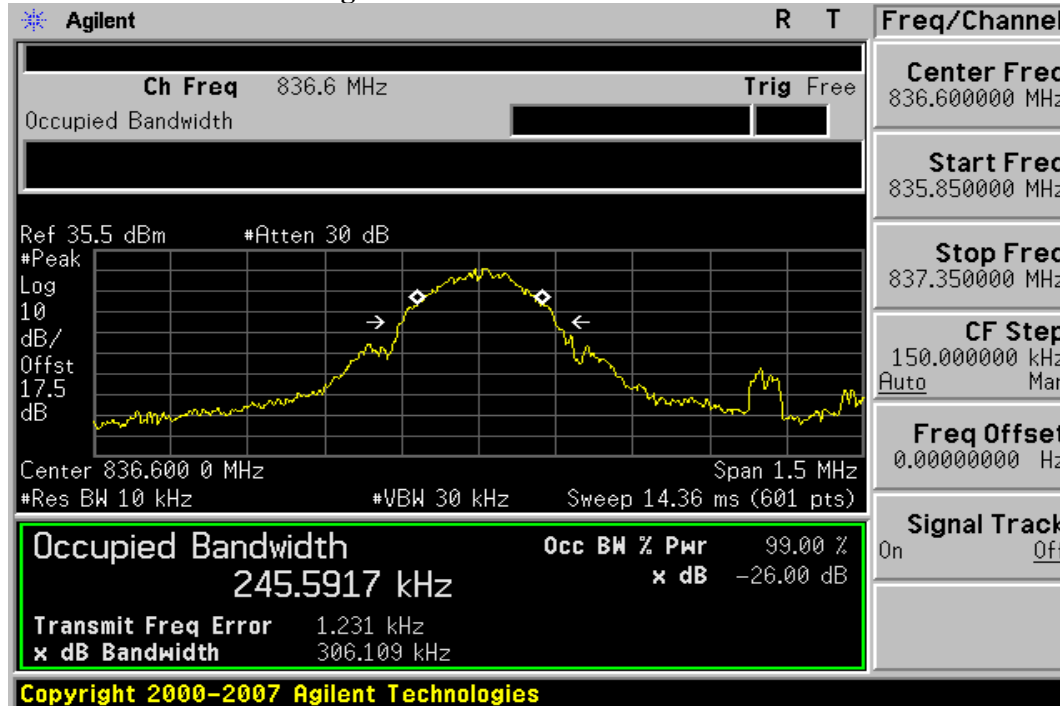 Agilent R T
Ch Freq 836.6 MHz Trig Free
Occupied Bandwidth
Ref 35.5 dBm #Atten 30 dB
#Peak
Log
10
dB/
Offst
17.5
dB
Center 836.600 0 MHz Span 1.5 MHz
#Res BW 10 kHz #VBW 30 kHz Sweep 14.36 ms (601 pts)
Occupied Bandwidth
245.5917 kHz
Occ BW % Pwr 99.00 %
x dB -26.00 dB
Transmit Freq Error 1.231 kHz
x dB Bandwidth 306.109 kHz
Copyright 2000-2007 Agilent Technologies
Freq/Channel
Center Freq
836.600000 MHz
Start Freq
835.850000 MHz
Stop Freq
837.350000 MHz
CF Step
150.000000 kHz
Auto Man
Freq Offset
0.00000000 Hz
Signal Track
On Off